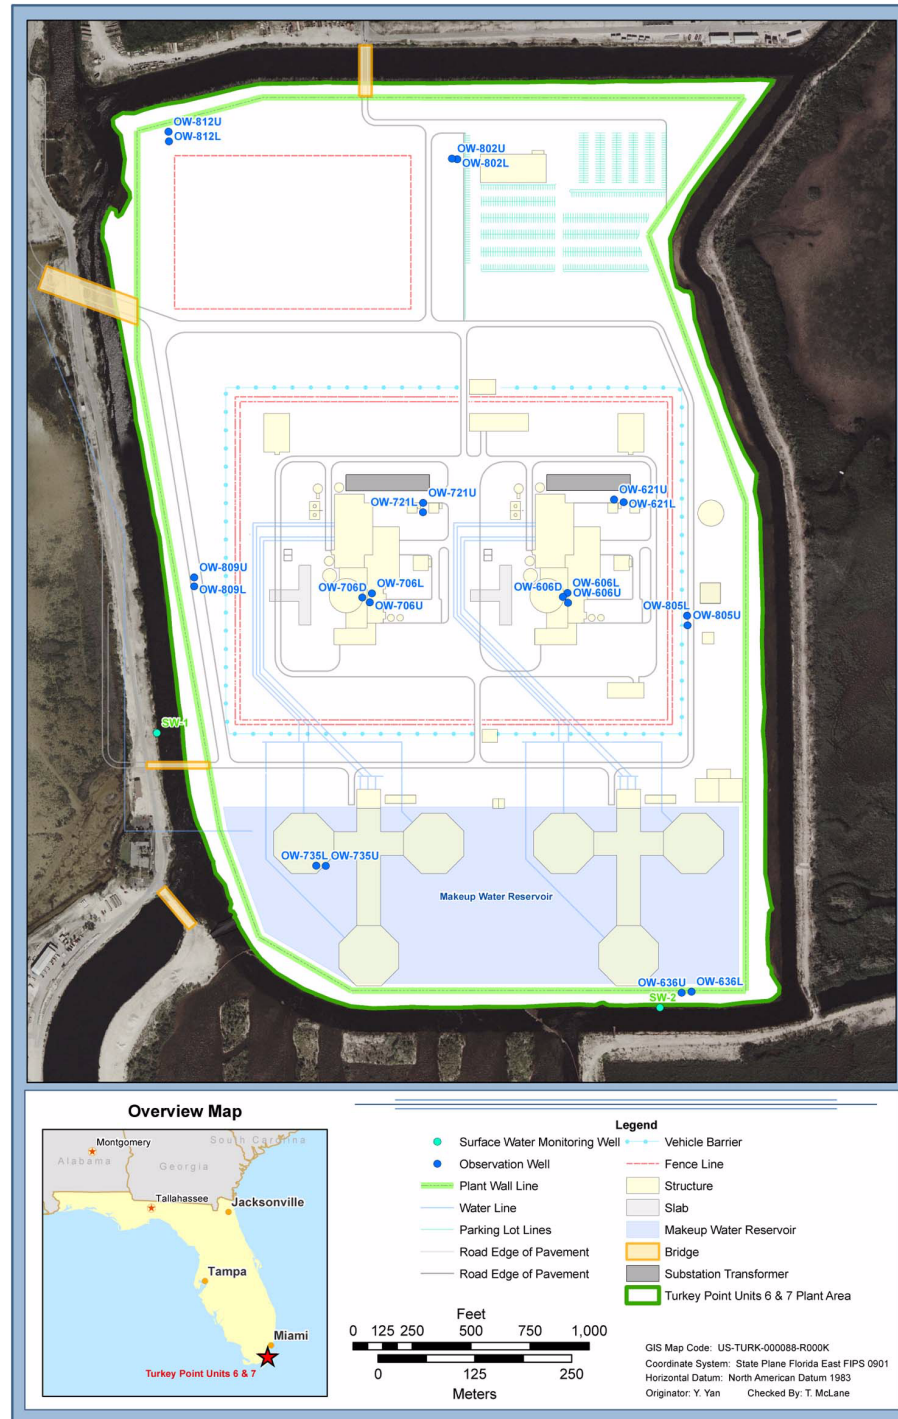 OW-812U
OW-812L
OW-802U
OW-802L
OW-721U
OW-721L
OW-621U
OW-621L
OW-809U
OW-809L
OW-706L
OW-706D
OW-706U
OW-606L
OW-606D
OW-606U
OW-805L
OW-805U
SW-1
OW-735L OW-735U
Makeup Water Reservoir
OW-636U OW-636L
SW-2
Overview Map
Montgomery
Alabama
Georgia
South Carolina
Tallahassee
Jacksonville
Tampa
Miami
Turkey Point Units 6 & 7
Legend
Surface Water Monitoring Well
Observation Well
Plant Wall Line
Water Line
Parking Lot Lines
Road Edge of Pavement
Road Edge of Pavement
Vehicle Barrier
Fence Line
Structure
Slab
Makeup Water Reservoir
Bridge
Substation Transformer
Turkey Point Units 6 & 7 Plant Area
Feet
0 125 250 500 750 1,000
0 125 250
Meters
GIS Map Code: US-TURK-000088-R000K
Coordinate System: State Plane Florida East FIPS 0901
Horizontal Datum: North American Datum 1983
Originator: Y. Yan Checked By: T. McLane